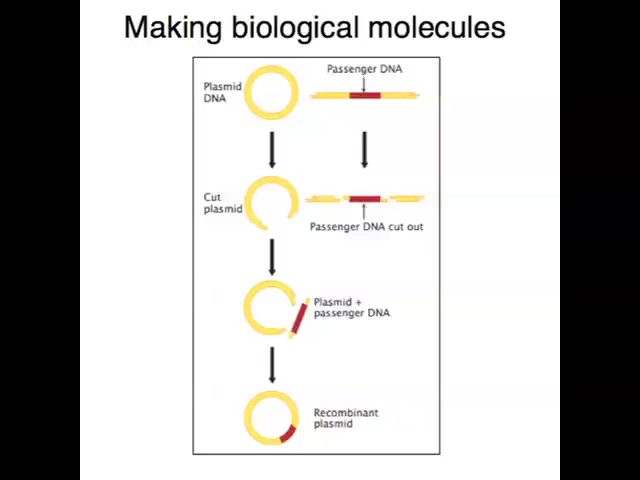 Making biological molecules
Passenger DNA
Plasmid
DNA
Cut
plasmid
Passenger DNA cut out
Plasmid +
passenger DNA
Recombinant
plasmid